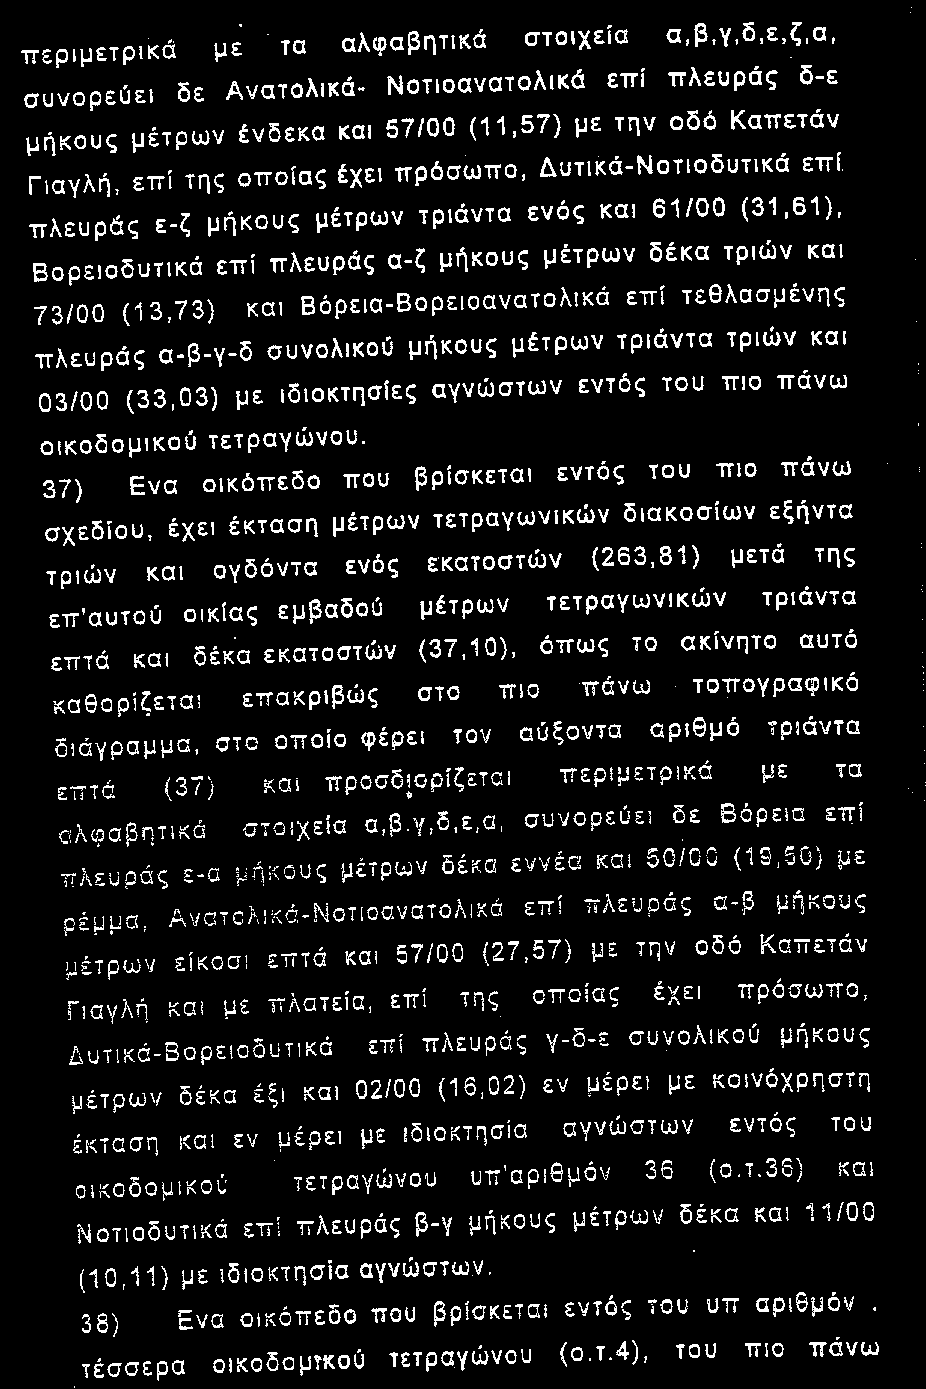 περιμετρικά με τα αλφαβητικά στοιχεία α,β,γ,δ,ε,ζ,α,
συνορεύει δε Ανατολικά- Νοτιοανατολικά επί πλευράς δ-ε
μήκους μέτρων ένδεκα και 57/00 (11,57) με την οδό Καπετάν
Γιαγλή, επί της οποίας έχει πρόσωπο, Δυτικά-Νοτιοδυτικά επί
πλευράς ε-ζ μήκους μέτρων τριάντα ενός και 61/00 (31,61),
Βορειοδυτικά επί πλευράς α-ζ μήκους μέτρων δέκα τριών και
73/00 (13,73) και Βόρεια-Βορειοανατολικά επί τεθλασμένης
πλευράς α-β-γ-δ συνολικού μήκους μέτρων τριάντα τριών και
03/00 (33,03) με ιδιοκτησίες αγνώστων εντός του πιο πάνω
οικοδομικού τετραγώνου.
37) Ενα οικόπεδο που βρίσκεται εντός του πιο πάνω
σχεδίου, έχει έκταση μέτρων τετραγωνικών διακοσίων εξήντα
τριών και ογδόντα ενός εκατοστών (263,81) μετά της
επ'αυτού οικίας εμβαδού μέτρων τετραγωνικών τριάντα
επτά και δέκα εκατοστών (37,10), όπως το ακίνητο αυτό
καθορίζεται επακριβώς στο πιο πάνω τοπογραφικό
διάγραμμα, στο οποίο φέρει τον αύξοντα αριθμό τριάντα
επτά (37) και προσδιορίζεται περιμετρικά με τα
αλφαβητικά στοιχεία α,β,γ,δ,ε,α, συνορεύει δε Βόρεια επί
πλευράς ε-α μήκους μέτρων δέκα εννέα και 50/00 (19,50) με
ρέμμα, Ανατολικά-Νοτιοανατολικά επί πλευράς α-β μήκους
μέτρων είκοσι επτά και 57/00 (27,57) με την οδό Καπετάν
Γιαγλή και με πλατεία, επί της οποίας έχει πρόσωπο,
Δυτικά-Βορειοδυτικά επί πλευράς γ-δ-ε συνολικού μήκους
μέτρων δέκα έξι και 02/00 (16,02) εν μέρει με κοινόχρηστη
έκταση και εν μέρει με ιδιοκτησία αγνώστων εντός του
οικοδομικού τετραγώνου υπ'αριθμόν 36 (ο.τ.36) και
Νοτιοδυτικά επί πλευράς β-γ μήκους μέτρων δέκα και 11/00
(10,11) με ιδιοκτησία αγνώστων.
38) Ενα οικόπεδο που βρίσκεται εντός του υπ αριθμόν .
τέσσερα οικοδομικού τετραγώνου (ο.τ.4), του πιο πάνω